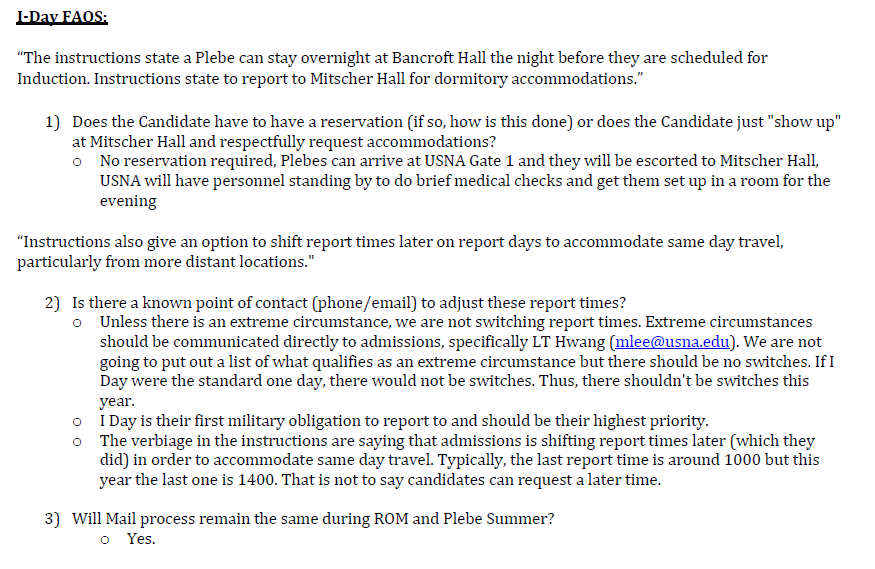 I-Day FAQS:
“The instructions state a Plebe can stay overnight at Bancroft Hall the night before they are scheduled for
Induction. Instructions state to report to Mitscher Hall for dormitory accommodations.”
1) Does the Candidate have to have a reservation (if so, how is this done) or does the Candidate just "show up"
at Mitscher Hall and respectfully request accommodations?
o No reservation required, Plebes can arrive at USNA Gate 1 and they will be escorted to Mitscher Hall,
USNA will have personnel standing by to do brief medical checks and get them set up in a room for the
evening
“Instructions also give an option to shift report times later on report days to accommodate same day travel,
particularly from more distant locations."
2) Is there a known point of contact (phone/email) to adjust these report times?
o Unless there is an extreme circumstance, we are not switching report times. Extreme circumstances
should be communicated directly to admissions, specifically LT Hwang (mlee@usna.edu). We are not
going to put out a list of what qualifies as an extreme circumstance but there should be no switches. If I
Day were the standard one day, there would not be switches. Thus, there shouldn't be switches this
year.
o I Day is their first military obligation to report to and should be their highest priority.
o The verbiage in the instructions are saying that admissions is shifting report times later (which they
did) in order to accommodate same day travel. Typically, the last report time is around 1000 but this
year the last one is 1400. That is not to say candidates can request a later time.
3) Will Mail process remain the same during ROM and Plebe Summer?
o Yes.